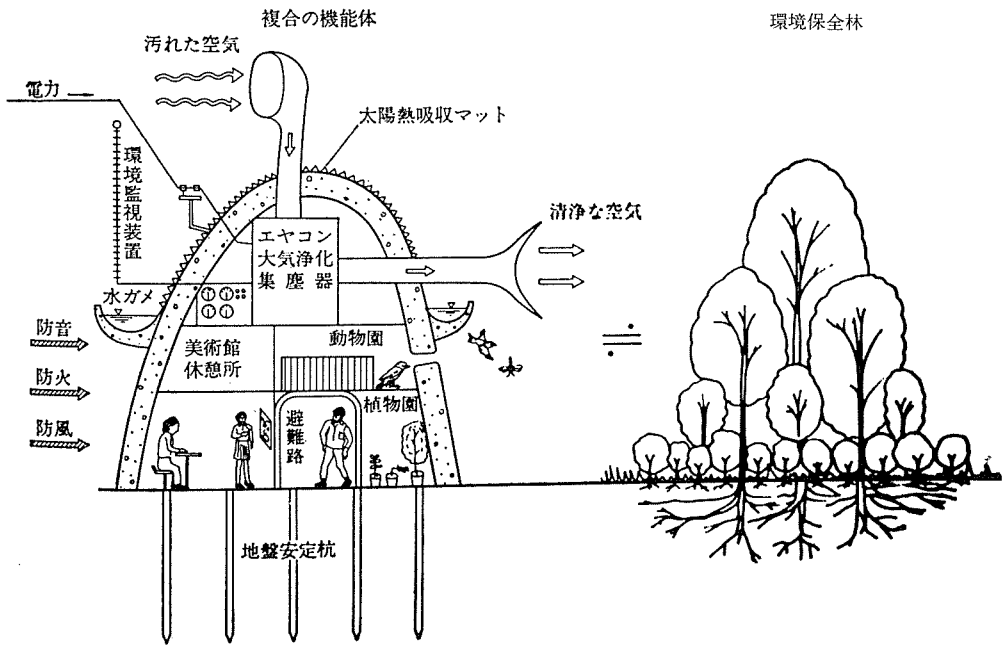 複合の機能体
環境保全林
汚れた空気
電力
太陽熱吸収マット
環境監視装置
清浄な空気
エヤコン
大気浄化
集塵器
水ガメ
防音
動物園
美術館
休憩所
防火
植物園
避難路
防風
地盤安定杭